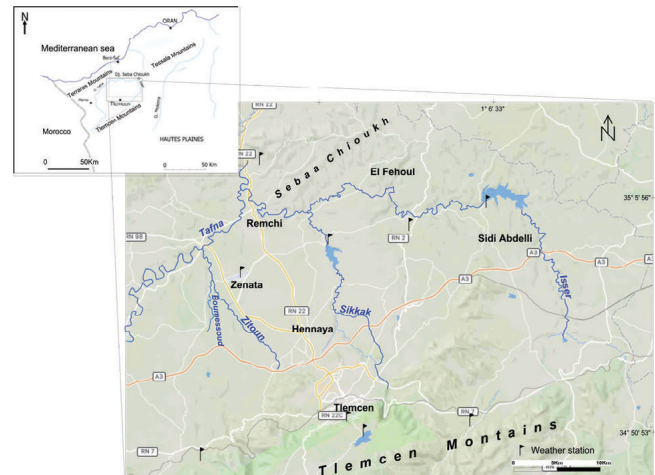 N
ORAN
Mediterranean sea
Beni-Saf
Tessala Mountains
Dj. Seba Chioukh
Terrares Mountains
Tlemcen
Tlemcen Mountains
Morocco
HAUTES PLAINES
0 50Km
0 50 Km
RN 22
1° 6' 33"
N
RN 22
Sebaa Chioukh
El Fehoul
35° 5' 56"
Remchi
Tafna
RN 98
RN 2
Sidi Abdelli
A3
Isser
Zenata
Boumessoud
Zitoun
RN 22
Sikkak
Hennaya
A3
A3
Tlemcen
RN 22C
RN 7
34° 50' 53"
RN 7
Tlemcen Montains
Weather station
0 5Km 10Km